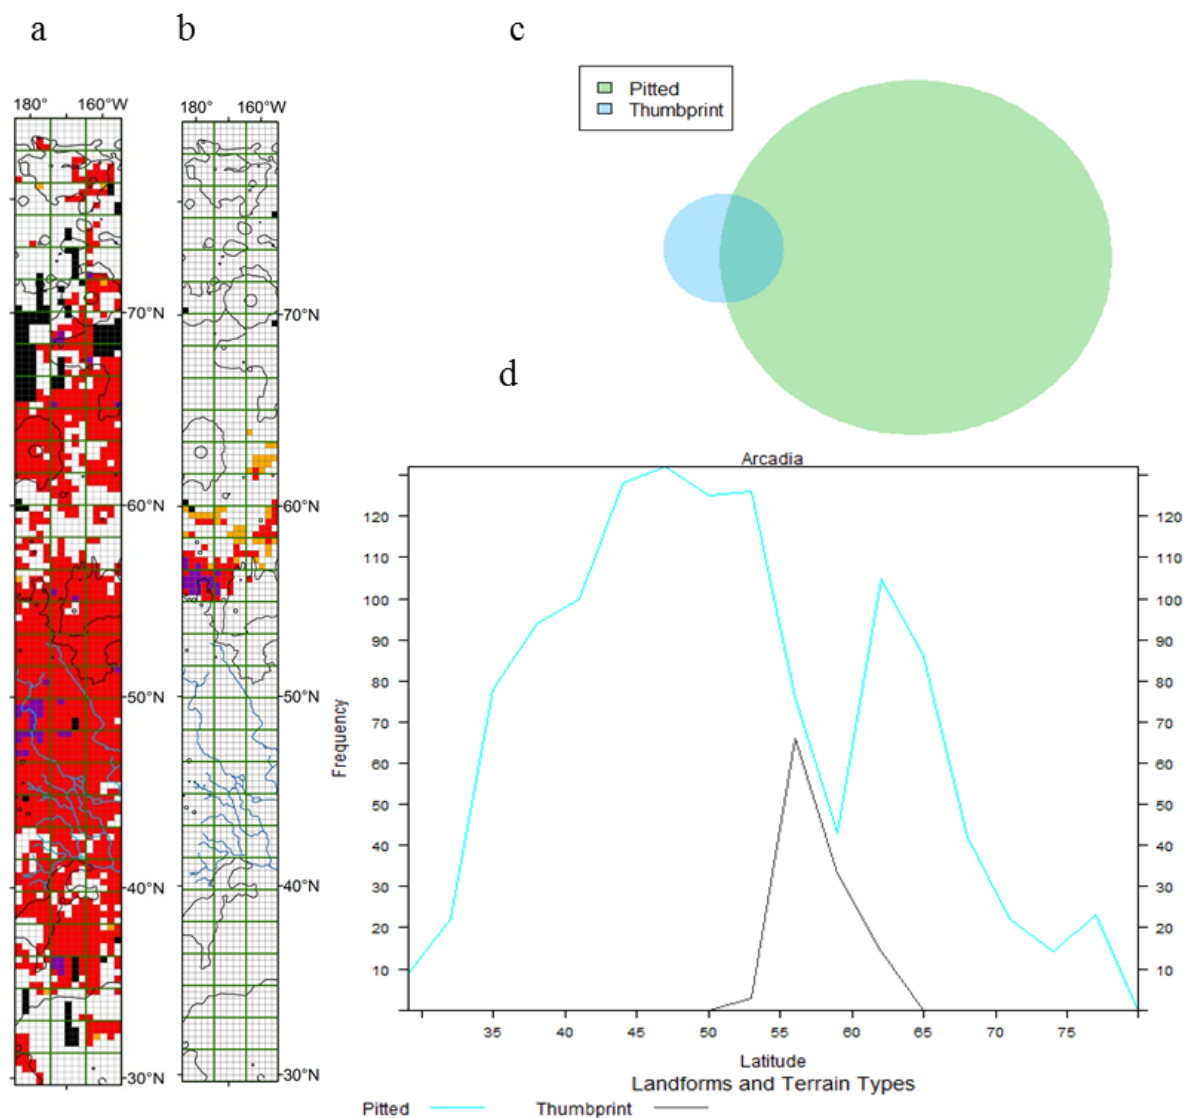 a
b
c
180° 160°W
180° 160°W
Pitted
Thumbprint
70°N
70°N
d
60°N
60°N
50°N
50°N
40°N
40°N
30°N
30°N
Arcadia
120
110
100
90
80
70
60
50
40
30
20
10
Frequency
120
110
100
90
80
70
60
50
40
30
20
10
35 40 45 50 55 60 65 70 75
Latitude
Landforms and Terrain Types
Pitted Thumbprint